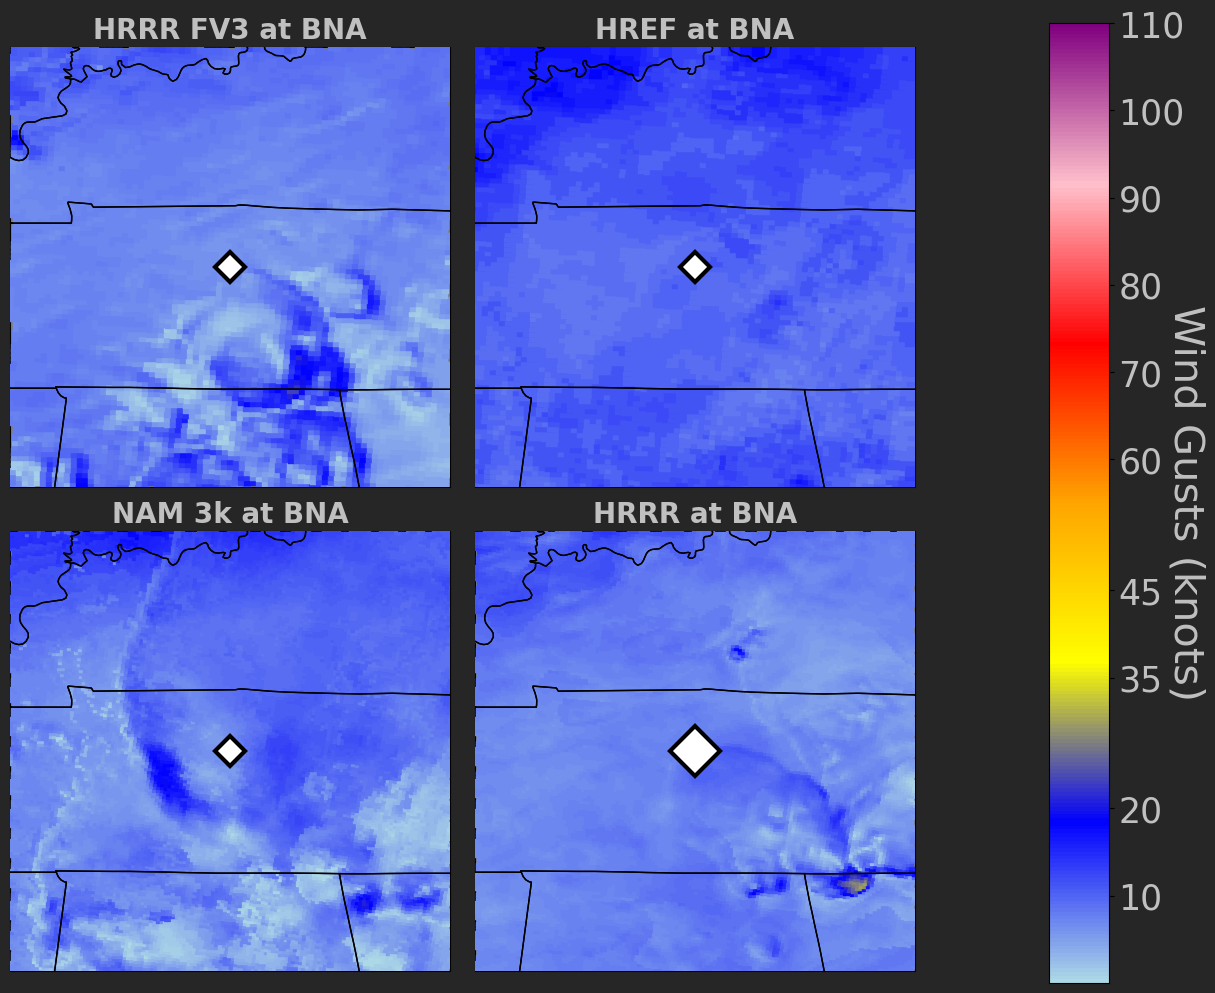 HRRR FV3 at BNA
HREF at BNA
NAM 3k at BNA
HRRR at BNA
110
100
90
80
70
60
45
35
20
10
Wind Gusts (knots)